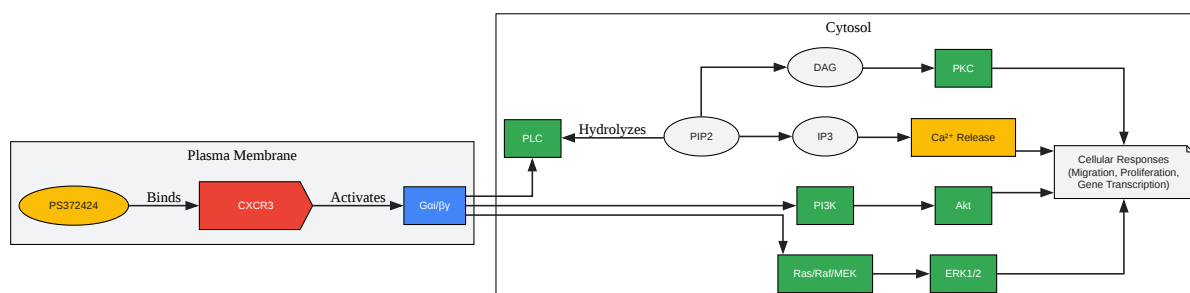 Cytosol
DAG
PKC
PLC
Hydrolyzes
PIP2
IP3
Ca²⁺ Release
Plasma Membrane
Cellular Responses
(Migration, Proliferation,
Gene Transcription)
PS372424
Binds
CXCR3
Activates
Gαi/βγ
PI3K
Akt
Ras/Raf/MEK
ERK1/2